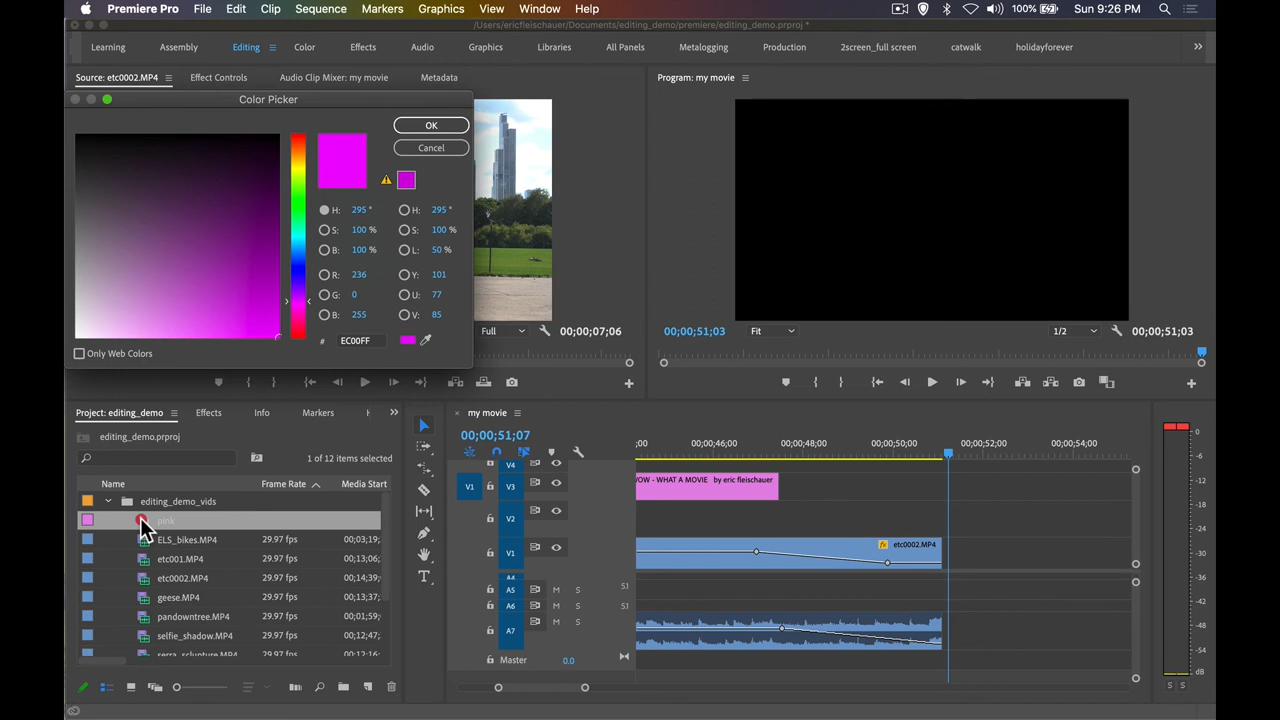 Premiere Pro File Edit Clip Sequence Markers Graphics View Window Help 100% Sun 9:26 PM
/Users/ericfleischauer/Documents/editing_demo/premiere/editing_demo.prproj *
Learning Assembly Editing Color Effects Audio Graphics Libraries All Panels Metalogging Production 2screen_full screen catwalk holidayforever
Source: etc0002.MP4 Effect Controls Audio Clip Mixer: my movie Metadata Program: my movie
Color Picker
OK
Cancel
H: 295 ° H: 295 °
S: 100 % S: 100 %
B: 100 % L: 50 %
R: 236 Y: 101
G: 0 U: 77
B: 255 V: 85
# EC00FF
Only Web Colors
Full 00;00;07;06 00;00;51;03 Fit 1/2 00;00;51;03
Project: editing_demo Effects Info Markers
editing_demo.prproj
1 of 12 items selected
Name Frame Rate Media Start
editing_demo_vids
pink
ELS_bikes.MP4 29.97 fps 00;03;19;
etc001.MP4 29.97 fps 00;13;06;
etc0002.MP4 29.97 fps 00;14;39;
geese.MP4 29.97 fps 00;13;37;
pandowntree.MP4 29.97 fps 00;01;59;
selfie_shadow.MP4 29.97 fps 00;12;47;
serra_sclupture.MP4 29.97 fps 00;12;16;
my movie
00;00;51;07
;00 00;00;46;00 00;00;48;00 00;00;50;00 00;00;52;00 00;00;54;00
V4
V1 V3 WOW - WHAT A MOVIE by eric fleischauer
V2
V1 etc0002.MP4
A4
A5 M S S1
A6 M S S1
A7 M S
Master 0.0
0
-6
-12
-18
-24
-30
-36
-42
-48
-54
dB
S S